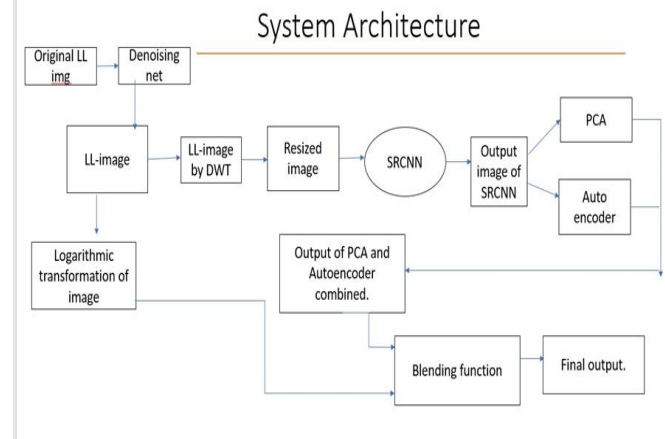 System Architecture
Original LL
img
Denoising
net
LL-image
LL-image
by DWT
Resized
image
SRCNN
Output
image of
SRCNN
PCA
Auto
encoder
Logarithmic
transformation of
image
Output of PCA and
Autoencoder
combined.
Blending function
Final output.